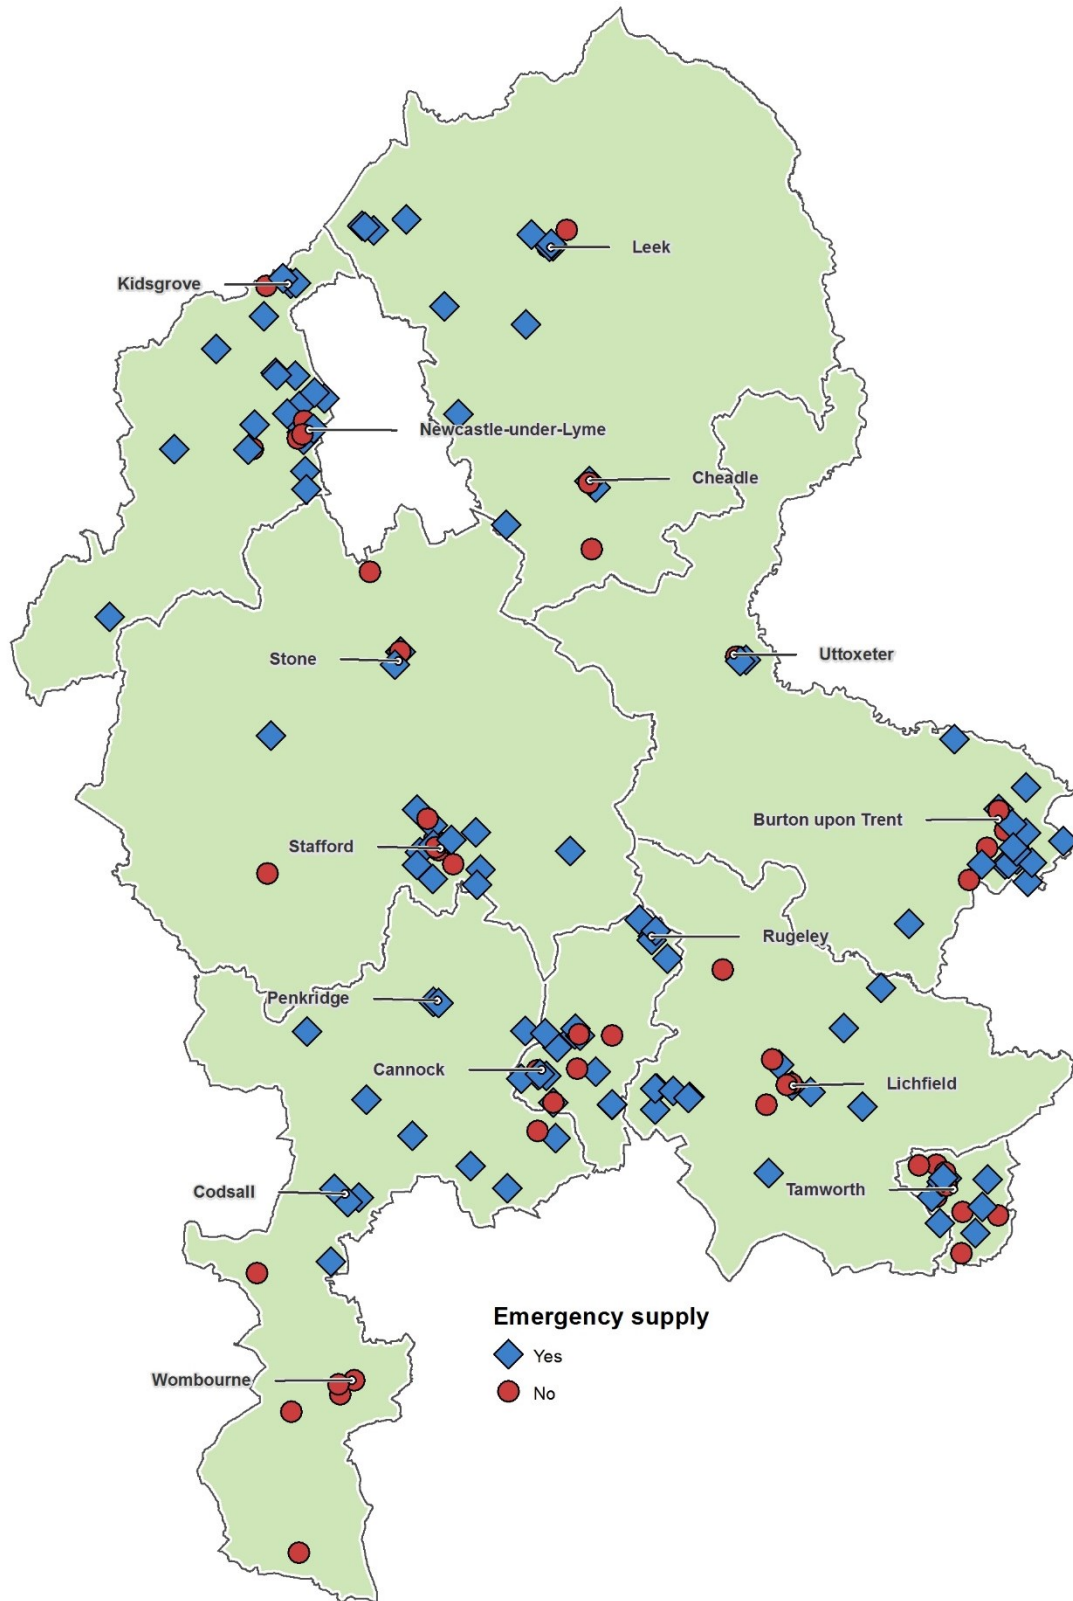 Leek
Kidsgrove
Newcastle-under-Lyme
Cheadle
Stone
Uttoxeter
Burton upon Trent
Stafford
Rugeley
Penkridge
Cannock
Lichfield
Tamworth
Codsall
Emergency supply
Yes
Wombourne
No